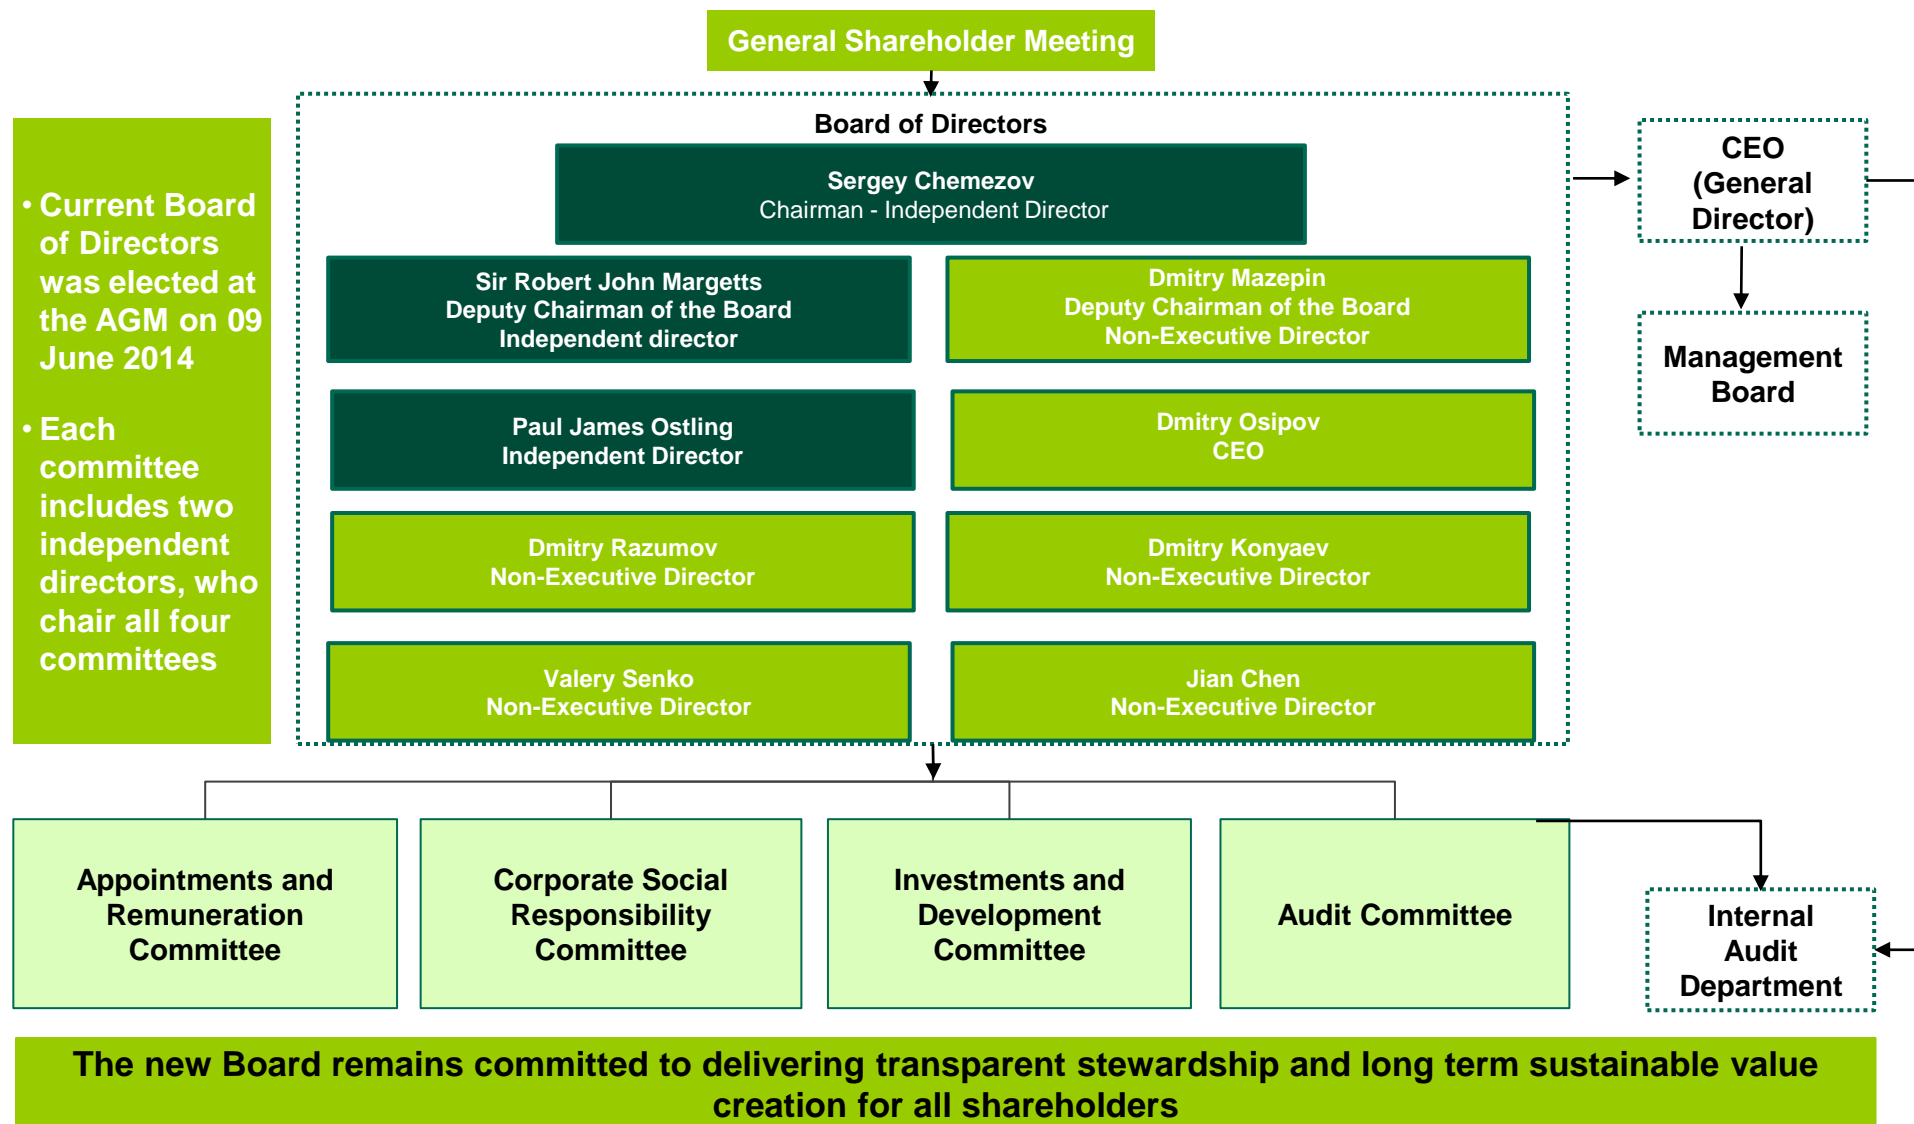 General Shareholder Meeting
• Current Board
of Directors
was elected at
the AGM on 09
June 2014
• Each
committee
includes two
independent
directors, who
chair all four
committees
Board of Directors
Sergey Chemezov
Chairman - Independent Director
Sir Robert John Margetts
Deputy Chairman of the Board
Independent director
Dmitry Mazepin
Deputy Chairman of the Board
Non-Executive Director
Paul James Ostling
Independent Director
Dmitry Osipov
CEO
Dmitry Razumov
Non-Executive Director
Dmitry Konyaev
Non-Executive Director
Valery Senko
Non-Executive Director
Jian Chen
Non-Executive Director
CEO
(General
Director)
Management
Board
Appointments and
Remuneration
Committee
Corporate Social
Responsibility
Committee
Investments and
Development
Committee
Audit Committee
Internal
Audit
Department
The new Board remains committed to delivering transparent stewardship and long term sustainable value
creation for all shareholders